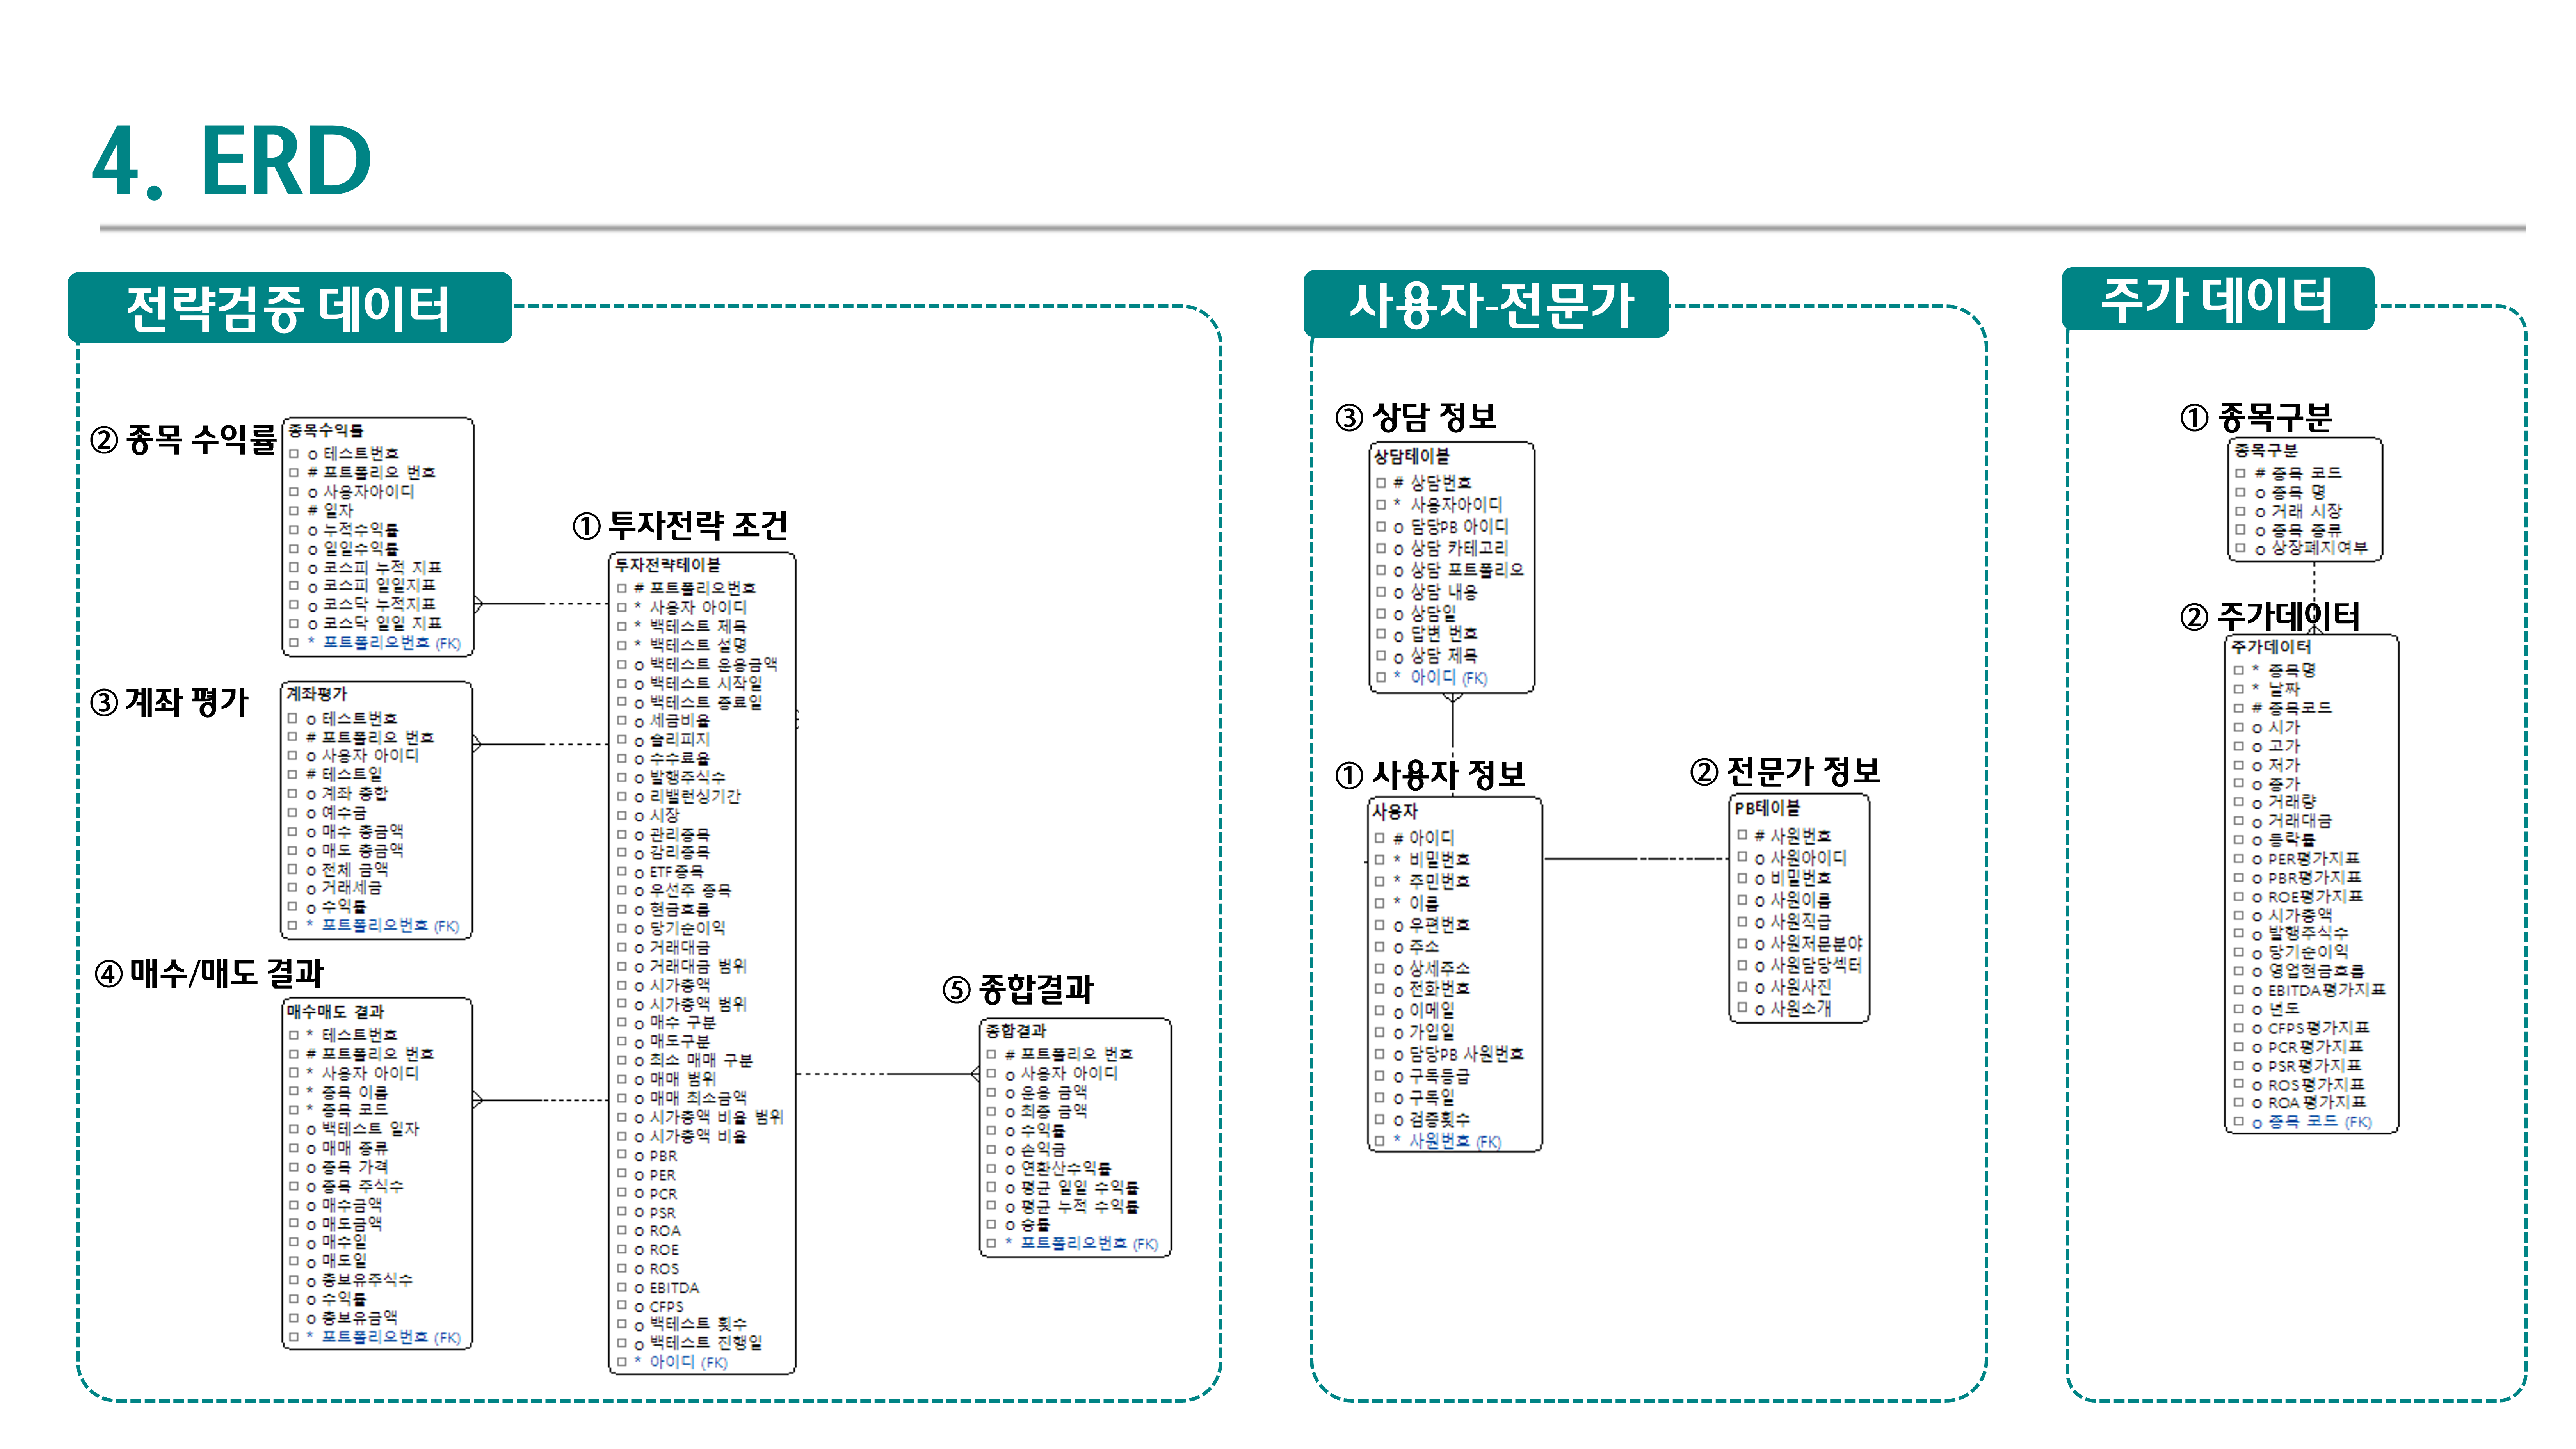 4. ERD
전략검증 데이터
② 종목 수익률
종목수익률
o 테스트번호
# 포트폴리오 번호
o 사용자아이디
# 일자
o 누적수익률
o 일일수익률
o 코스피 누적 지표
o 코스피 일일지표
o 코스닥 누적지표
o 코스닥 일일 지표
* 포트폴리오번호 (FK)
③ 계좌 평가
계좌평가
o 테스트번호
# 포트폴리오 번호
o 사용자 아이디
# 테스트일
o 계좌 총합
o 예수금
o 매수 총금액
o 매도 총금액
o 전체 금액
o 거래세금
o 수익률
* 포트폴리오번호 (FK)
④ 매수/매도 결과
매수매도 결과
* 테스트번호
# 포트폴리오 번호
* 사용자 아이디
* 종목 이름
* 종목 코드
o 백테스트 일자
o 매매 종류
o 종목 가격
o 종목 주식수
o 매수금액
o 매도금액
o 매수일
o 매도일
o 총보유주식수
o 수익률
o 총보유금액
* 포트폴리오번호 (FK)
① 투자전략 조건
투자전략테이블
# 포트폴리오번호
* 사용자 아이디
* 백테스트 제목
* 백테스트 설명
o 백테스트 운용금액
o 백테스트 시작일
o 백테스트 종료일
o 세금비율
o 슬리피지
o 수수료율
o 발행주식수
o 리밸런싱기간
o 시장
o 관리종목
o 감리종목
o ETF종목
o 우선주 종목
o 현금흐름
o 당기순이익
o 거래대금
o 거래대금 범위
o 시가총액
o 시가총액 범위
o 매수 구분
o 매도구분
o 최소 매매 구분
o 매매 범위
o 매매 최소금액
o 시가총액 비율 범위
o 시가총액 비율
o PBR
o PER
o PCR
o PSR
o ROA
o ROE
o ROS
o EBITDA
o CFPS
o 백테스트 횟수
o 백테스트 진행일
* 아이디 (FK)
⑤ 종합결과
종합결과
# 포트폴리오 번호
o 사용자 아이디
o 운용 금액
o 최종 금액
o 수익률
o 손익금
o 연환산수익률
o 평균 일일 수익률
o 평균 누적 수익률
o 승률
* 포트폴리오번호 (FK)
사용자-전문가
③ 상담 정보
상담테이블
# 상담번호
* 사용자아이디
o 담당PB 아이디
o 상담 카테고리
o 상담 포트폴리오
o 상담 내용
o 상담일
o 답변 번호
o 상담 제목
* 아이디 (FK)
① 사용자 정보
사용자
# 아이디
* 비밀번호
* 주민번호
* 이름
o 우편번호
o 주소
o 상세주소
o 전화번호
o 이메일
o 가입일
o 담당PB 사원번호
o 구독등급
o 구독일
o 검증횟수
* 사원번호 (FK)
② 전문가 정보
PB테이블
# 사원번호
o 사원아이디
o 비밀번호
o 사원이름
o 사원직급
o 사원저문분야
o 사원담당섹터
o 사원사진
o 사원소개
주가 데이터
① 종목구분
종목구분
# 종목 코드
o 종목 명
o 거래 시장
o 종목 종류
o 상장폐지여부
② 주가데이터
주가데이터
* 종목명
* 날짜
# 종목코드
o 시가
o 고가
o 저가
o 종가
o 거래량
o 거래대금
o 등락률
o PER평가지표
o PBR평가지표
o ROE평가지표
o 시가총액
o 발행주식수
o 당기순이익
o 영업현금흐름
o EBITDA평가지표
o 년도
o CFPS평가지표
o PCR평가지표
o PSR평가지표
o ROS평가지표
o ROA평가지표
o 종목 코드 (FK)